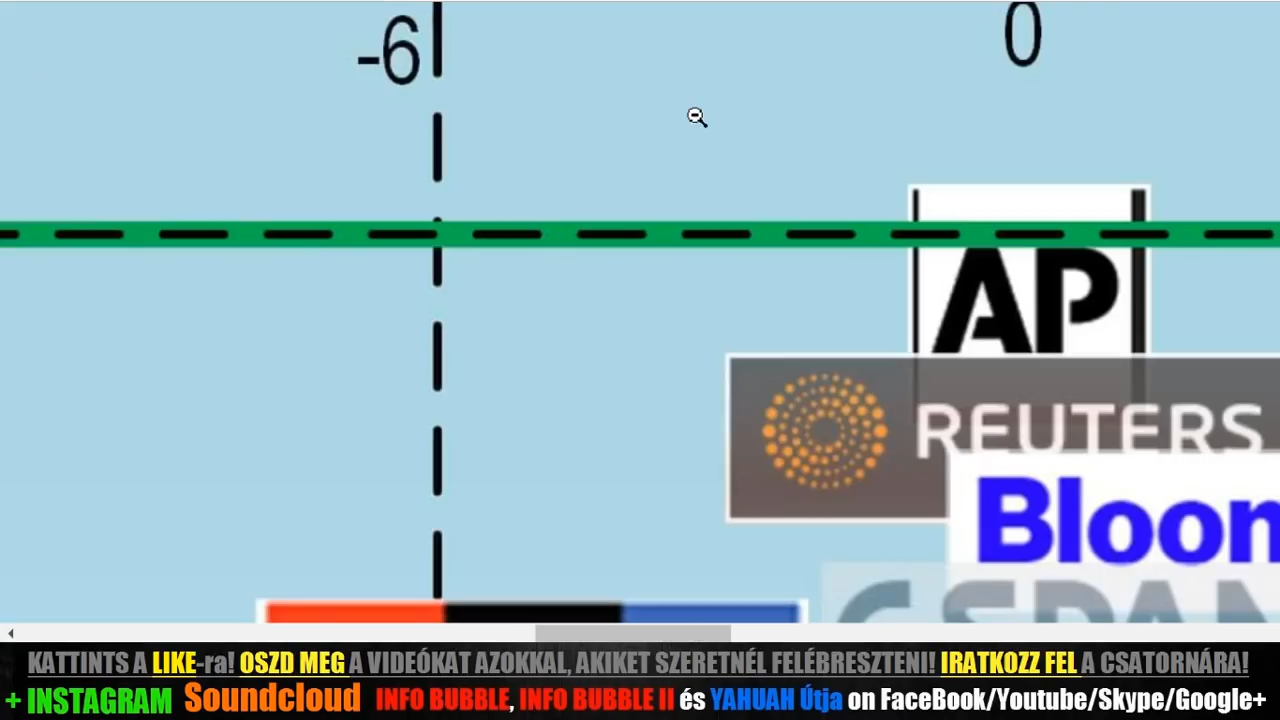 -6 0
AP
REUTERS
Bloom
C-SPAN
KATTINTS A LIKE-ra! OSZD MEG A VIDEÓKAT AZOKKAL, AKIKET SZERETNÉL FELÉBRESZTENI! IRATKOZZ FEL A CSATORNÁRA!
+ INSTAGRAM Soundcloud INFO BUBBLE, INFO BUBBLE II és YAHUAH Útja on FaceBook/Youtube/Skype/Google+